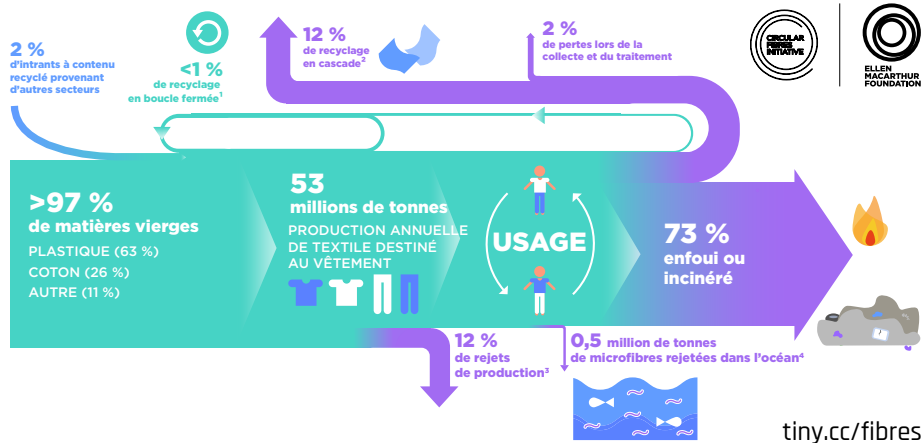 2 %
d'intrants à contenu
recyclé provenant
d'autres secteurs
<1 %
de recyclage
en boucle fermée¹
12 %
de recyclage
en cascade²
2 %
de pertes lors de la
collecte et du traitement
CIRCULAR
FIBRES
INITIATIVE
ELLEN
MACARTHUR
FOUNDATION
>97 %
de matières vierges
PLASTIQUE (63 %)
COTON (26 %)
AUTRE (11 %)
53
millions de tonnes
PRODUCTION ANNUELLE
DE TEXTILE DESTINÉ
AU VÊTEMENT
USAGE
73 %
enfoui ou
incinéré
12 %
de rejets
de production³
0,5 million de tonnes
de microfibres rejetées dans l'océan⁴
tiny.cc/fibres